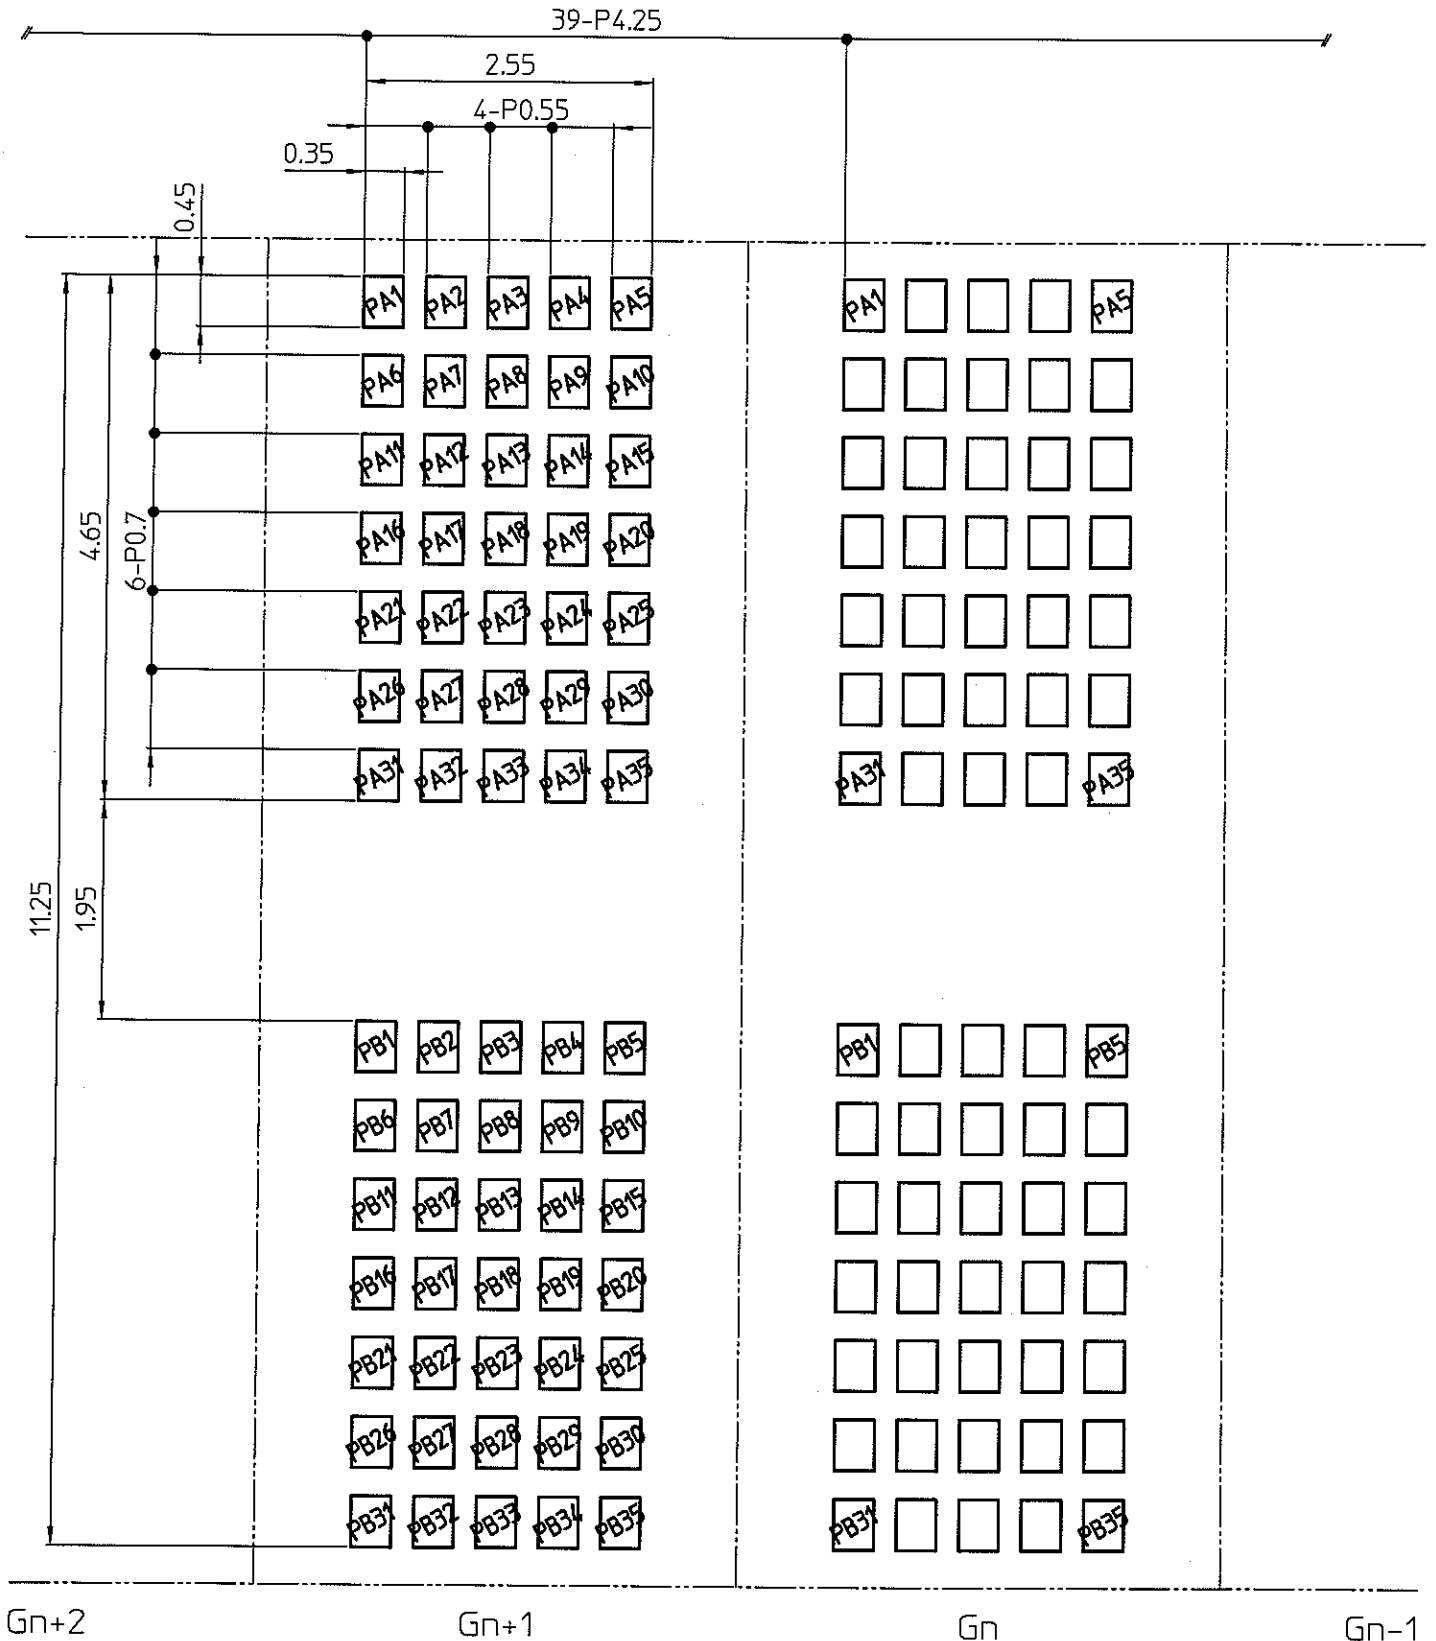 39-P4.25
2.55
4-P0.55
0.35
0.45
PA1 PA2 PA3 PA4 PA5 PA1 PA5
PA6 PA7 PA8 PA9 PA10
PA11 PA12 PA13 PA14 PA15
4.65
6-P0.7
PA16 PA17 PA18 PA19 PA20
PA21 PA22 PA23 PA24 PA25
PA26 PA27 PA28 PA29 PA30
PA31 PA32 PA33 PA34 PA35 PA31 PA35
11.25
1.95
PB1 PB2 PB3 PB4 PB5 PB1 PB5
PB6 PB7 PB8 PB9 PB10
PB11 PB12 PB13 PB14 PB15
PB16 PB17 PB18 PB19 PB20
PB21 PB22 PB23 PB24 PB25
PB26 PB27 PB28 PB29 PB30
PB31 PB32 PB33 PB34 PB35 PB31 PB35
Gn+2 Gn+1 Gn Gn-1